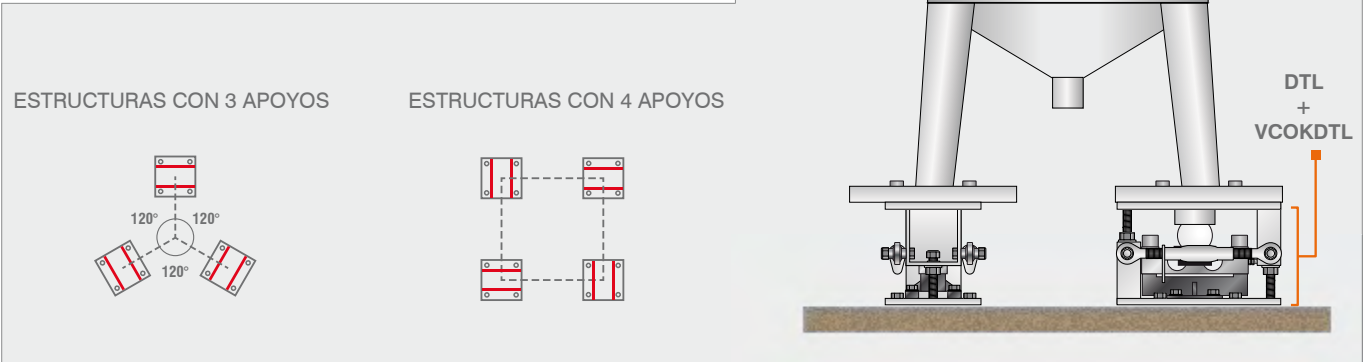 ESTRUCTURAS CON 3 APOYOS
120°
120°
120°
ESTRUCTURAS CON 4 APOYOS
DTL
+
VCOKDTL